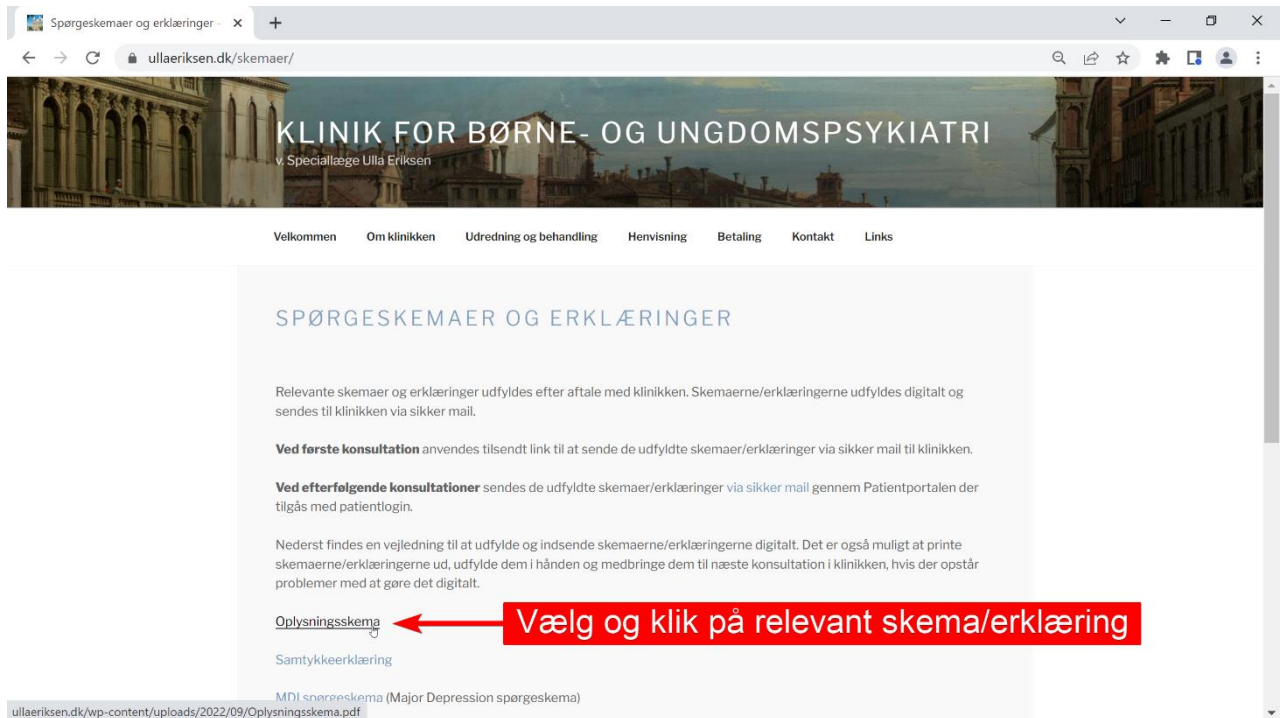 Spørgeskemaer og erklæringer -
ullaeriksen.dk/skemaer/
KLINIK FOR BØRNE- OG UNGDOMSPSYKIATRI
v. Speciallæge Ulla Eriksen
Velkommen Om klinikken Udredning og behandling Henvisning Betaling Kontakt Links
SPØRGESKEMAER OG ERKLÆRINGER
Relevante skemaer og erklæringer udfyldes efter aftale med klinikken. Skemaerne/erklæringerne udfyldes digitalt og
sendes til klinikken via sikker mail.
Ved første konsultation anvendes tilsendt link til at sende de udfyldte skemaer/erklæringer via sikker mail til klinikken.
Ved efterfølgende konsultationer sendes de udfyldte skemaer/erklæringer via sikker mail gennem Patientportalen der
tilgås med patientlogin.
Nederst findes en vejledning til at udfylde og indsende skemaerne/erklæringerne digitalt. Det er også muligt at printe
skemaerne/erklæringerne ud, udfylde dem i hånden og medbringe dem til næste konsultation i klinikken, hvis der opstår
problemer med at gøre det digitalt.
Oplysningsskema Vælg og klik på relevant skema/erklæring
Samtykkeerklæring
MDI spørgeskema (Major Depression spørgeskema)
ullaeriksen.dk/wp-content/uploads/2022/09/Oplysningsskema.pdf